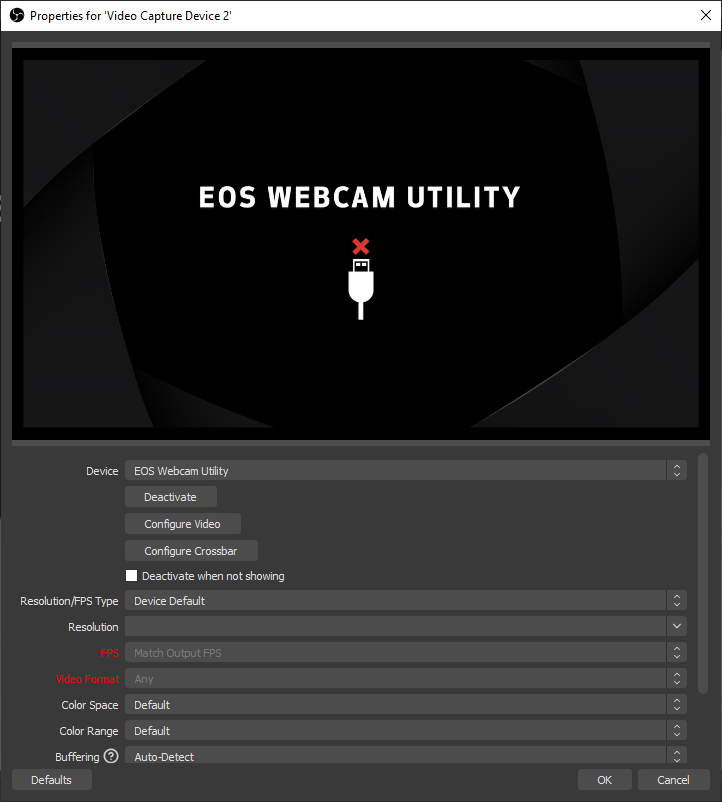 Properties for 'Video Capture Device 2'
EOS WEBCAM UTILITY
Device EOS Webcam Utility
Deactivate
Configure Video
Configure Crossbar
Deactivate when not showing
Resolution/FPS Type Device Default
Resolution
FPS Match Output FPS
Video Format Any
Color Space Default
Color Range Default
Buffering ? Auto-Detect
Defaults OK Cancel